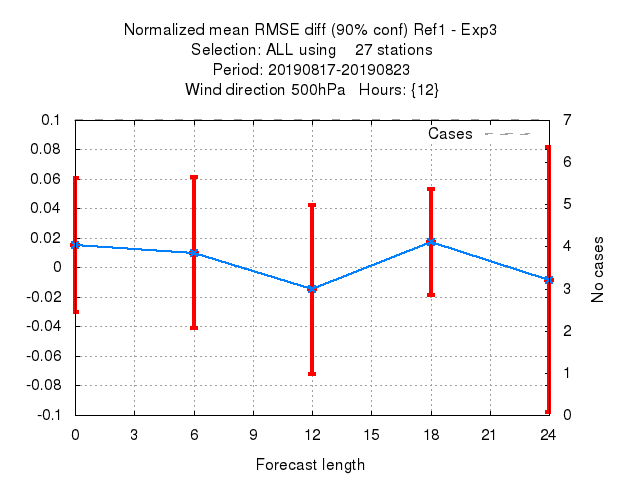 Normalized mean RMSE diff (90% conf) Ref1 - Exp3
Selection: ALL using 27 stations
Period: 20190817-20190823
Wind direction 500hPa Hours: {12}
Cases
0.1
0.08
0.06
0.04
0.02
0
-0.02
-0.04
-0.06
-0.08
-0.1
7
6
5
4
3
2
1
0
No cases
0 3 6 9 12 15 18 21 24
Forecast length